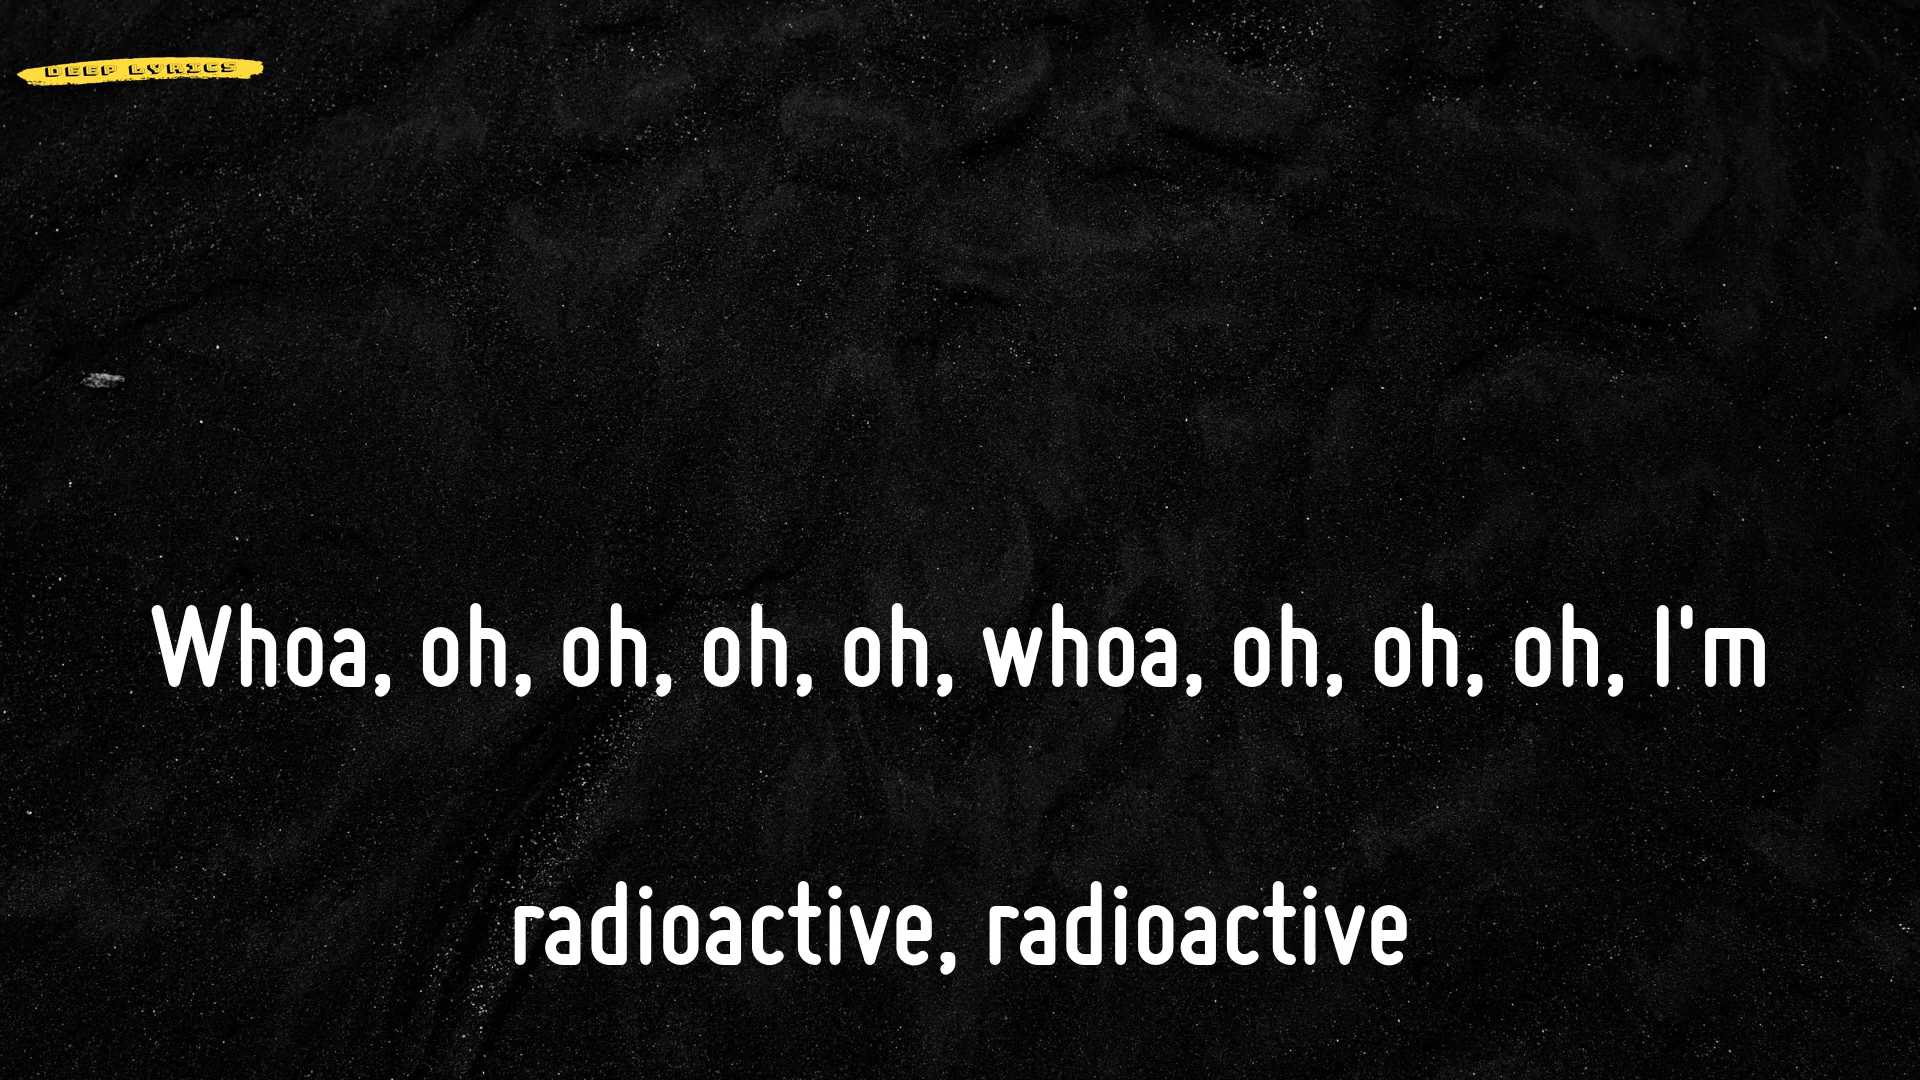 DEEP LYRICS
Whoa, oh, oh, oh, oh, whoa, oh, oh, oh, I'm
radioactive, radioactive